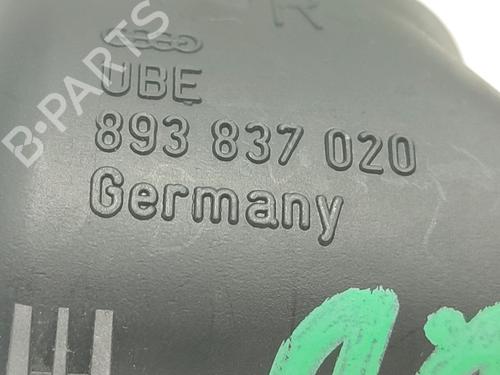 R
UBE
893 837 020
Germany
B-PARTS